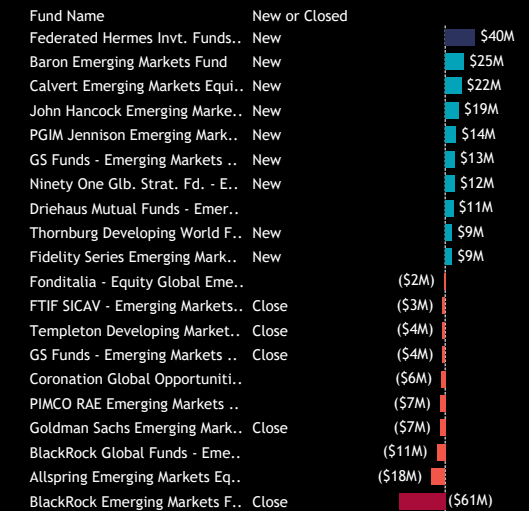 Fund Name New or Closed
Federated Hermes Invt. Funds.. New $40M
Baron Emerging Markets Fund New $25M
Calvert Emerging Markets Equi.. New $22M
John Hancock Emerging Marke.. New $19M
PGIM Jennison Emerging Mark.. New $14M
GS Funds - Emerging Markets .. New $13M
Ninety One Glb. Strat. Fd. - E.. New $12M
Driehaus Mutual Funds - Emer.. $11M
Thornburg Developing World F.. New $9M
Fidelity Series Emerging Mark.. New $9M
Fonditalia - Equity Global Eme.. ($2M)
FTIF SICAV - Emerging Markets.. Close ($3M)
Templeton Developing Market.. Close ($4M)
GS Funds - Emerging Markets .. Close ($4M)
Coronation Global Opportuniti.. ($6M)
PIMCO RAE Emerging Markets .. ($7M)
Goldman Sachs Emerging Mark.. Close ($7M)
BlackRock Global Funds - Eme.. ($11M)
Allspring Emerging Markets Eq.. ($18M)
BlackRock Emerging Markets F.. Close ($61M)